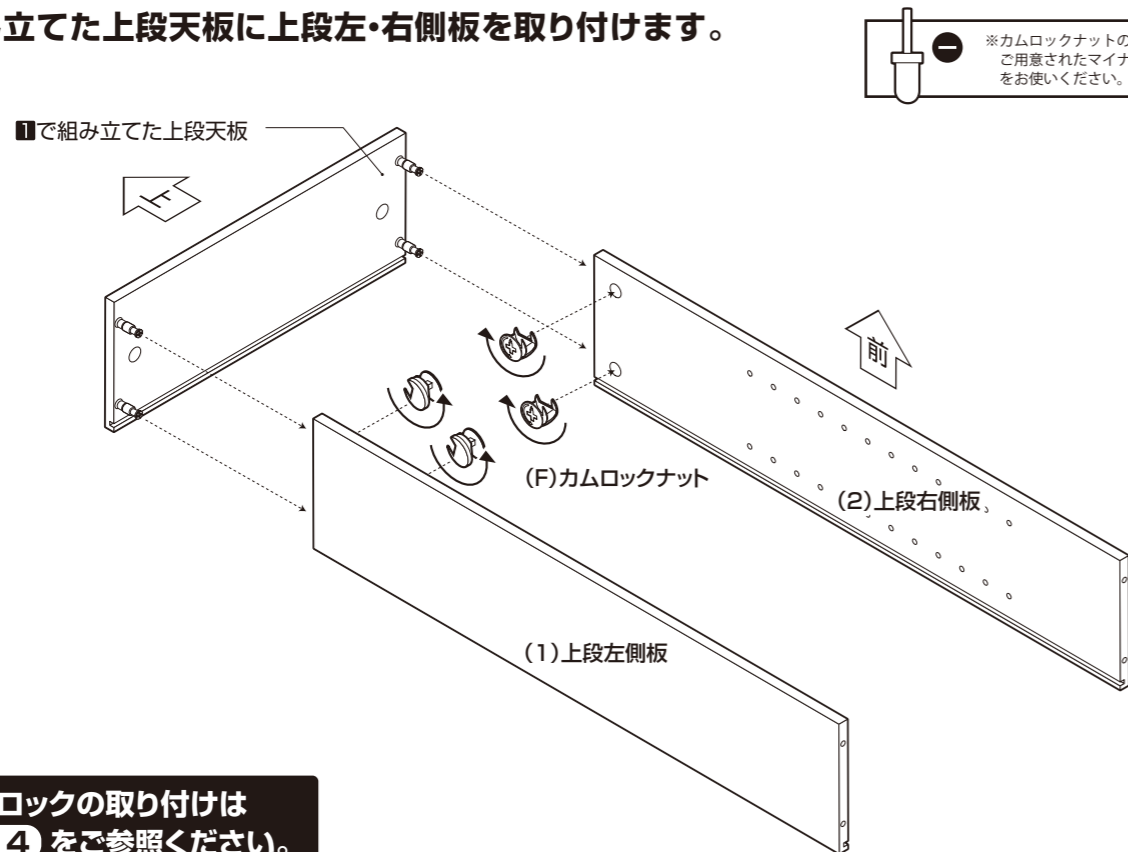 立てた上段天板に上段左・右側板を取り付けます。
※カムロックナットの
ご用意されたマイナ
をお使いください。
1で組み立てた上段天板
上
前
(F)カムロックナット
(2)上段右側板
(1)上段左側板
ロックの取り付けは
4 をご参照ください。